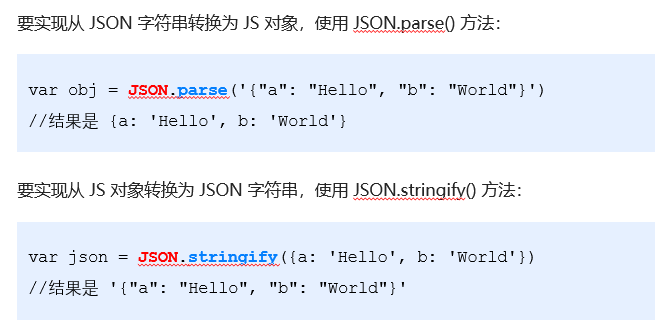 要实现从 JSON 字符串转换为 JS 对象，使用 JSON.parse() 方法：
var obj = JSON.parse('{"a": "Hello", "b": "World"}')
//结果是 {a: 'Hello', b: 'World'}
要实现从 JS 对象转换为 JSON 字符串，使用 JSON.stringify() 方法：
var json = JSON.stringify({a: 'Hello', b: 'World'})
//结果是 '{"a": "Hello", "b": "World"}'